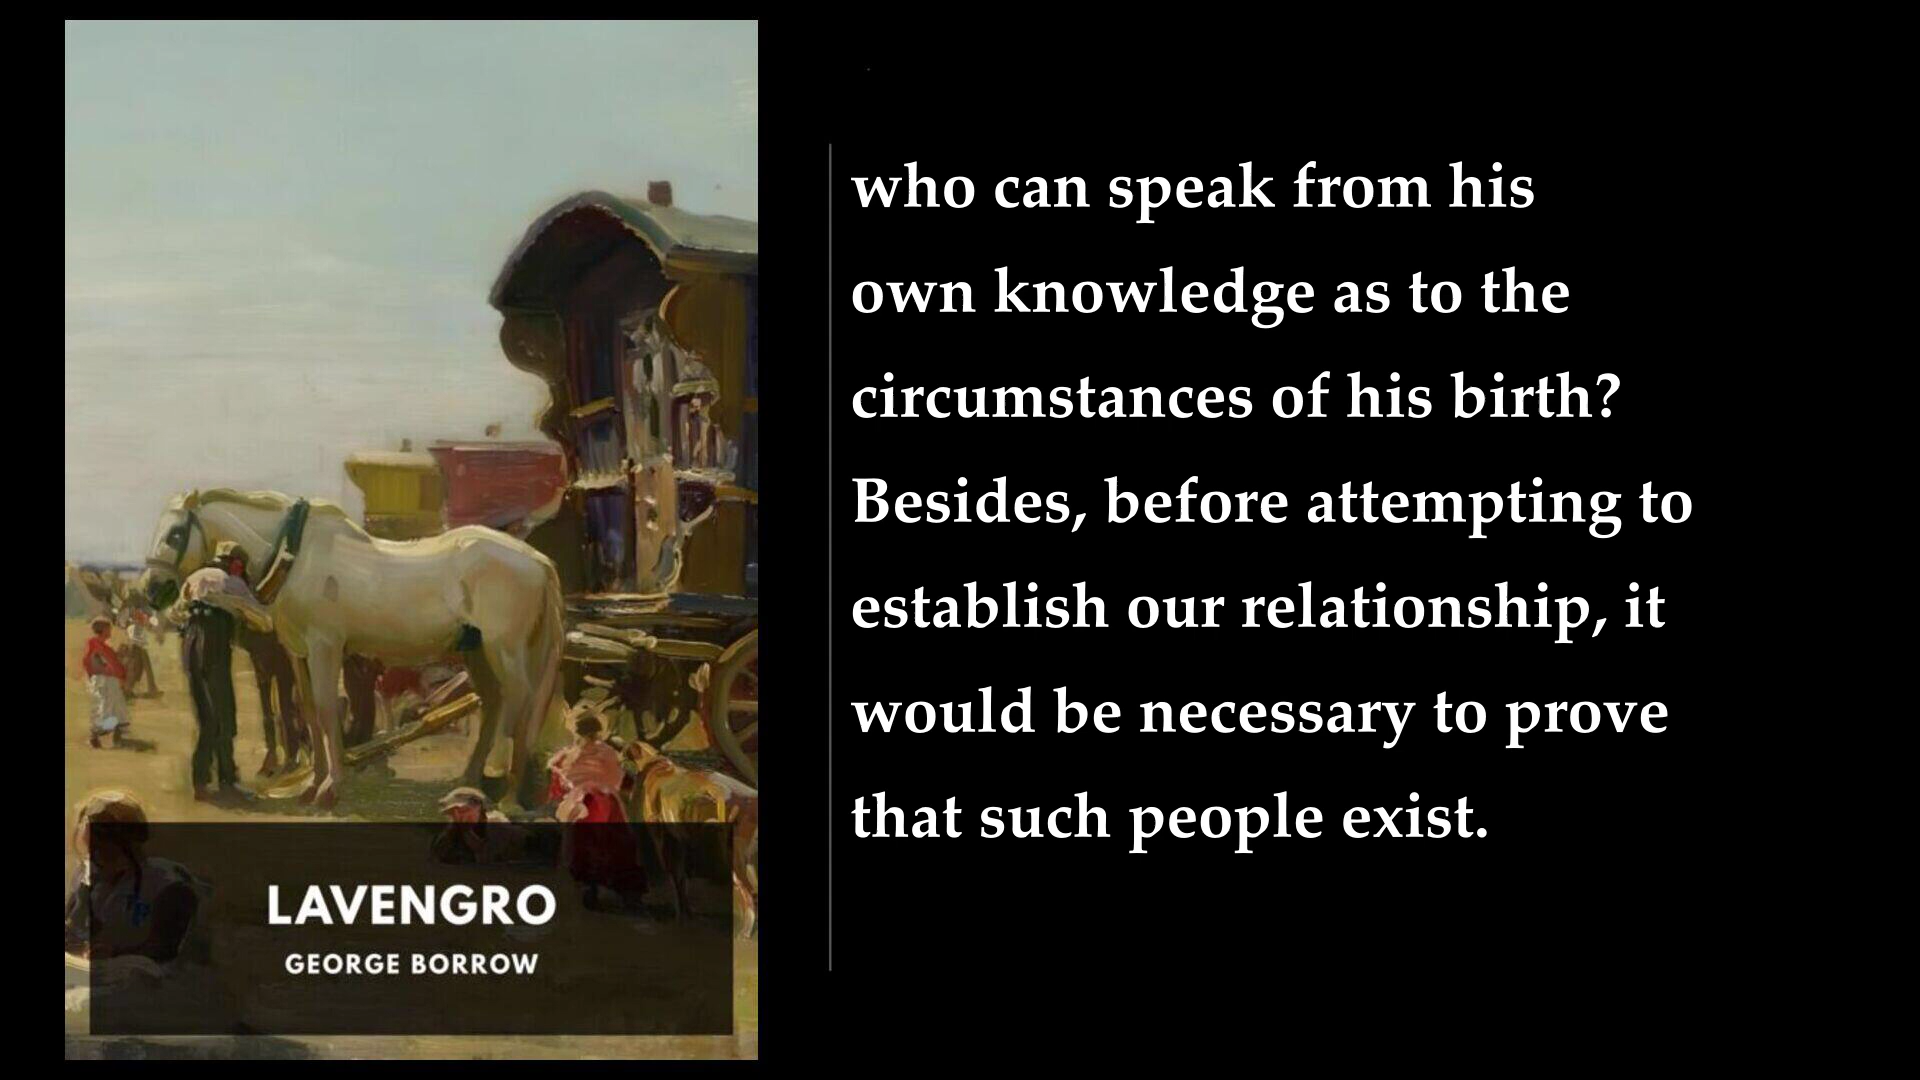 who can speak from his
own knowledge as to the
circumstances of his birth?
Besides, before attempting to
establish our relationship, it
would be necessary to prove
that such people exist.
LAVENGRO
GEORGE BORROW